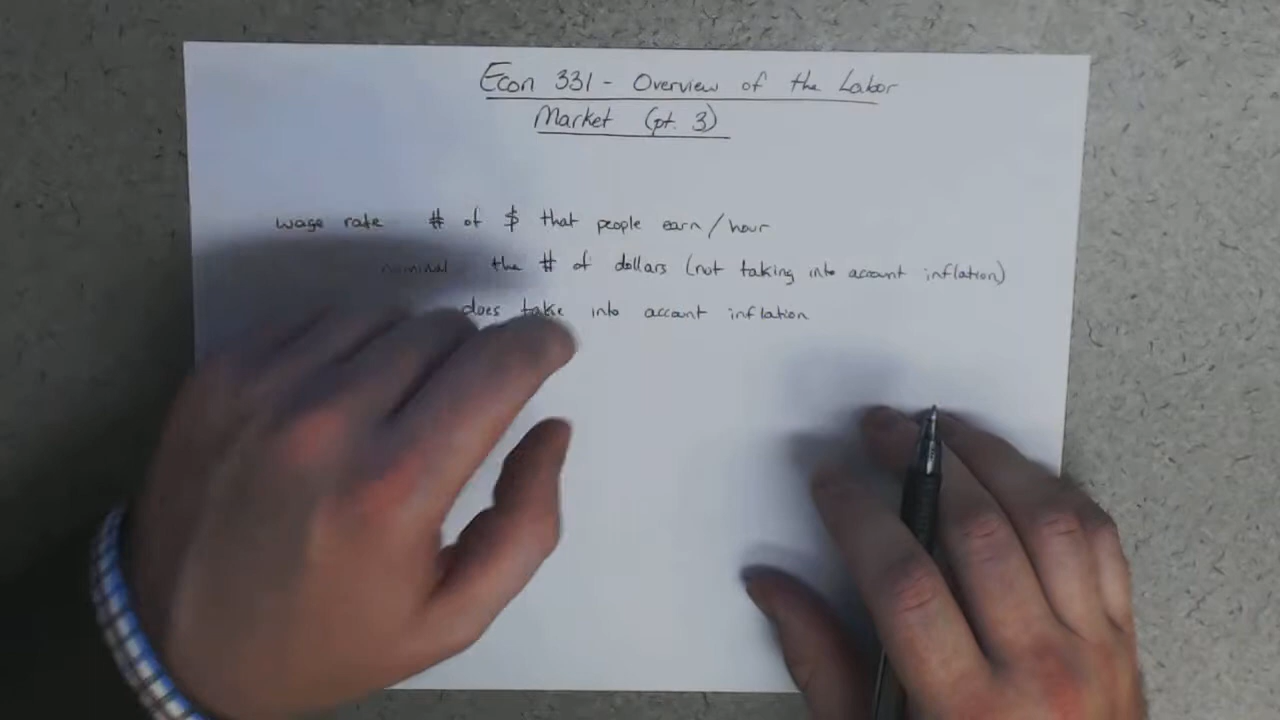 Econ 331 - Overview of the Labor
Market (pt. 3)
wage rate # of $ that people earn/hour
nominal the # of dollars (not taking into account inflation)
does take into account inflation